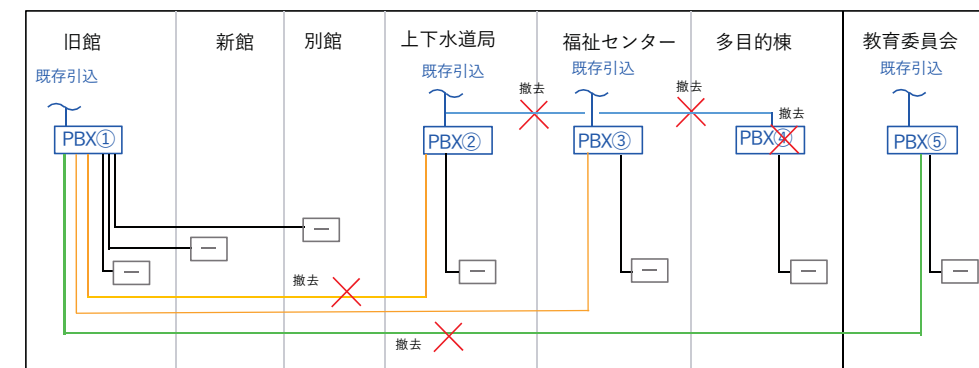 旧館
新館
別館
上下水道局
福祉センター
多目的棟
教育委員会
既存引込
既存引込
既存引込
既存引込
撤去
撤去
撤去
PBX①
PBX②
PBX③
PBX④
PBX⑤
撤去
撤去